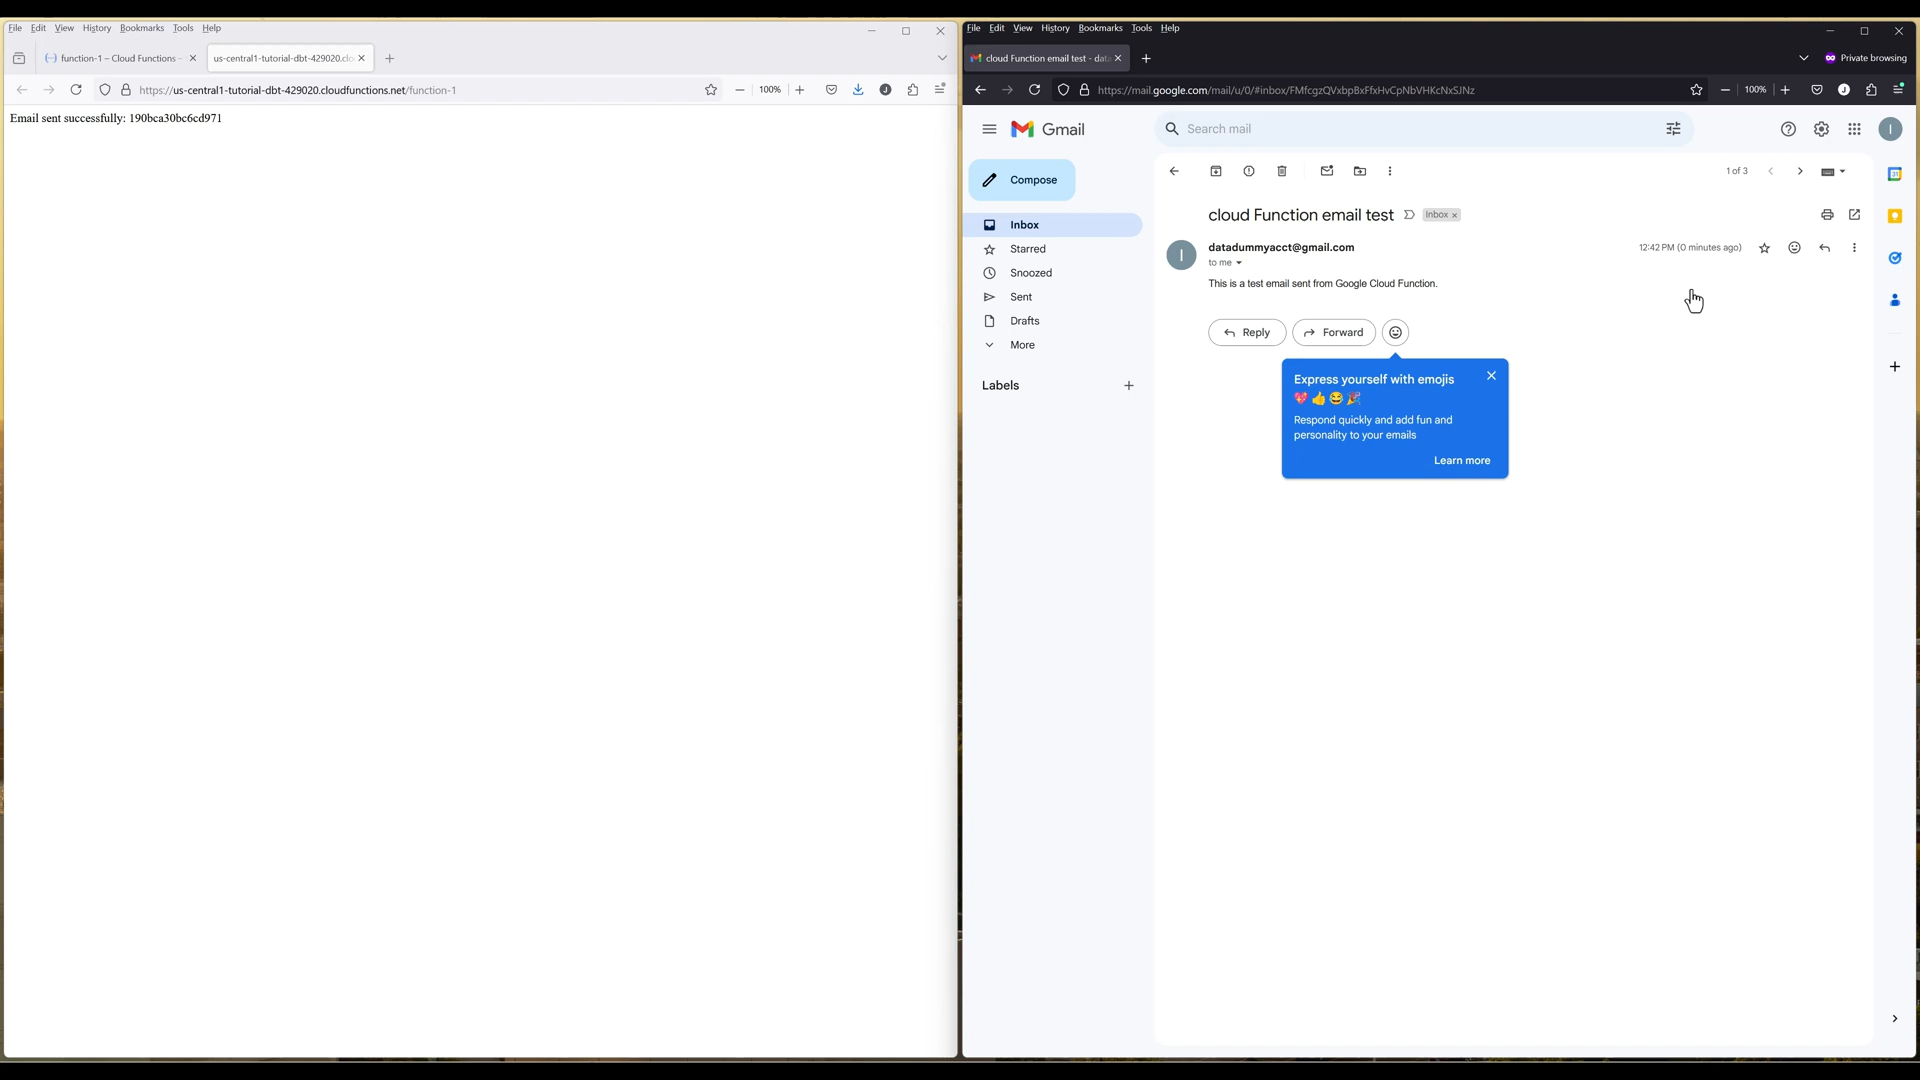 File Edit View History Bookmarks Tools Help
function-1 – Cloud Functions -
us-central1-tutorial-dbt-429020.clo
https://us-central1-tutorial-dbt-429020.cloudfunctions.net/function-1
100%
Email sent successfully: 190bca30bc6cd971
File Edit View History Bookmarks Tools Help
cloud Function email test - data
Private browsing
https://mail.google.com/mail/u/0/#inbox/FMfcgzQVxbpBxFfxHvCpNbVHKcNxSJNz
100%
Gmail
Search mail
Compose
Inbox
Starred
Snoozed
Sent
Drafts
More
Labels
1 of 3
cloud Function email test
Inbox x
datadummyacct@gmail.com
12:42 PM (0 minutes ago)
to me
This is a test email sent from Google Cloud Function.
Reply
Forward
Express yourself with emojis
Respond quickly and add fun and
personality to your emails
Learn more
I
I
J
J
31